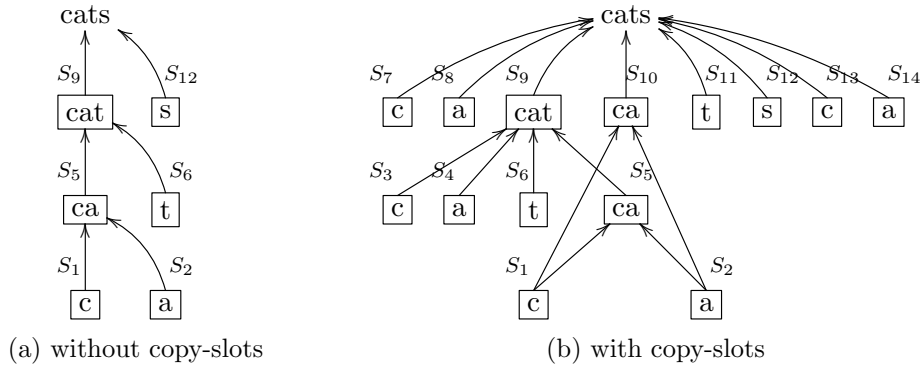 cats
S9 S12
cat s
S5 S6
ca t
S1 S2
c a
(a) without copy-slots
cats
S7 S8 S9 S10 S11 S12 S13 S14
c a cat ca t s c a
S3 S4 S6 S5
c a t ca
S1 S2
c a
(b) with copy-slots